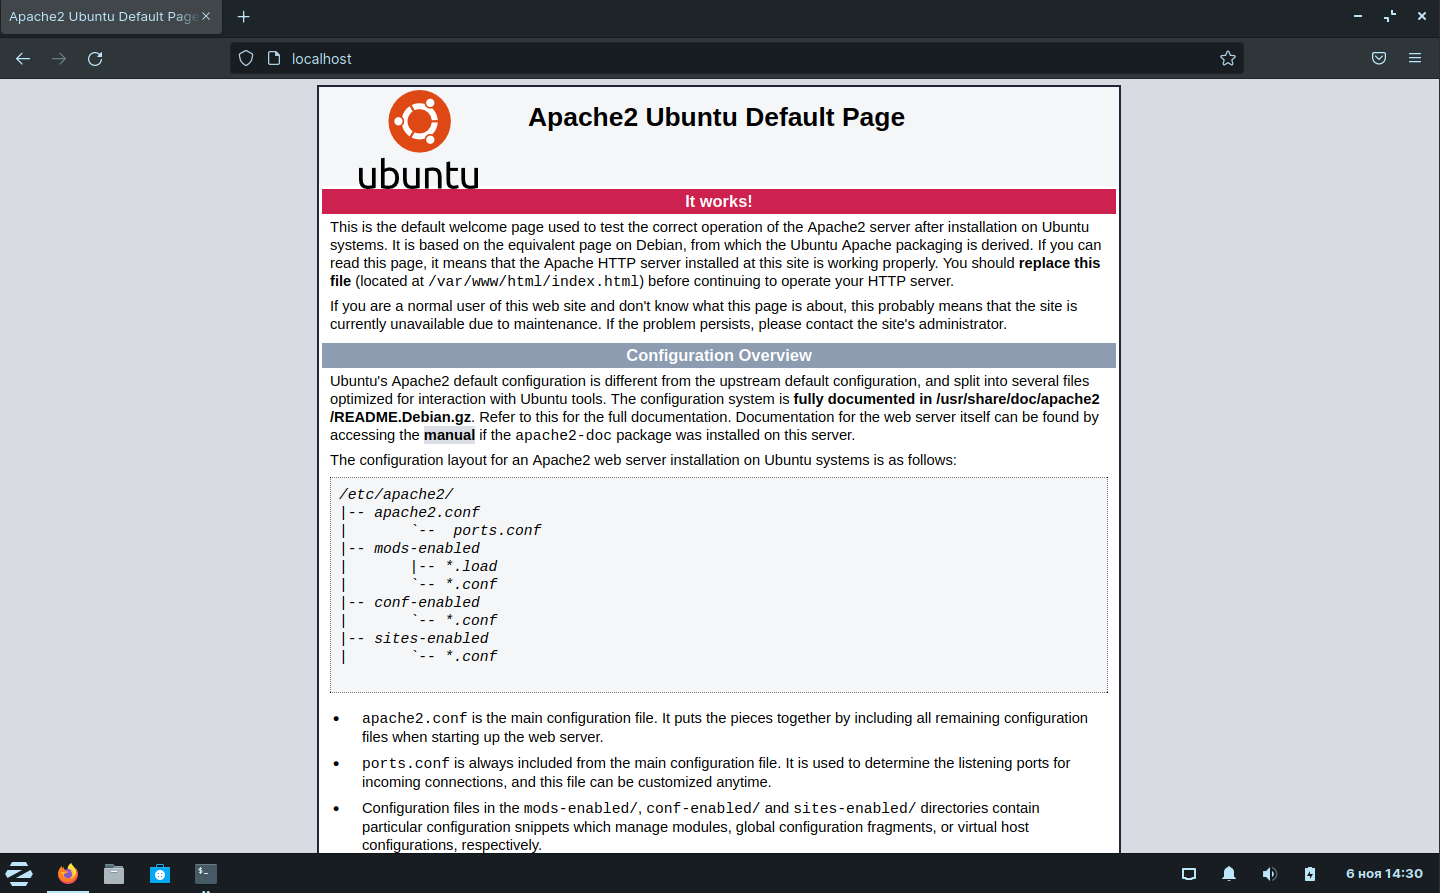 Apache2 Ubuntu Default Page
localhost
ubuntu
Apache2 Ubuntu Default Page
It works!
This is the default welcome page used to test the correct operation of the Apache2 server after installation on Ubuntu
systems. It is based on the equivalent page on Debian, from which the Ubuntu Apache packaging is derived. If you can
read this page, it means that the Apache HTTP server installed at this site is working properly. You should replace this
file (located at /var/www/html/index.html) before continuing to operate your HTTP server.
If you are a normal user of this web site and don't know what this page is about, this probably means that the site is
currently unavailable due to maintenance. If the problem persists, please contact the site's administrator.
Configuration Overview
Ubuntu's Apache2 default configuration is different from the upstream default configuration, and split into several files
optimized for interaction with Ubuntu tools. The configuration system is fully documented in /usr/share/doc/apache2
/README.Debian.gz. Refer to this for the full documentation. Documentation for the web server itself can be found by
accessing the manual if the apache2-doc package was installed on this server.
The configuration layout for an Apache2 web server installation on Ubuntu systems is as follows:
/etc/apache2/
|-- apache2.conf
|       `--  ports.conf
|-- mods-enabled
|       |-- *.load
|       `-- *.conf
|-- conf-enabled
|       `-- *.conf
|-- sites-enabled
|       `-- *.conf
• apache2.conf is the main configuration file. It puts the pieces together by including all remaining configuration
files when starting up the web server.
• ports.conf is always included from the main configuration file. It is used to determine the listening ports for
incoming connections, and this file can be customized anytime.
• Configuration files in the mods-enabled/, conf-enabled/ and sites-enabled/ directories contain
particular configuration snippets which manage modules, global configuration fragments, or virtual host
configurations, respectively.
$-
6 ноя 14:30